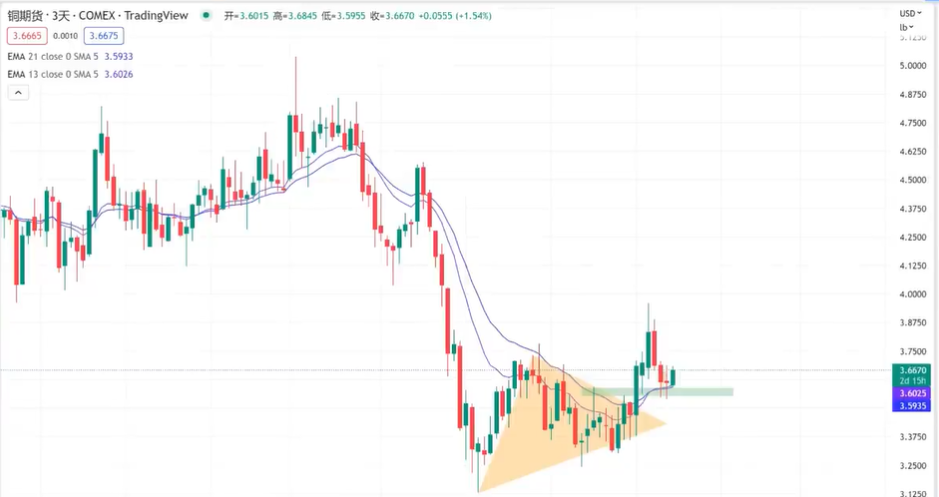 铜期货 · 3天 · COMEX · TradingView 开=3.6015 高=3.6845 低=3.5955 收=3.6670 +0.0555 (+1.54%)
3.6665 0.0010 3.6675
EMA 21 close 0 SMA 5 3.5933
EMA 13 close 0 SMA 5 3.6026
USD
lb
5.1250
5.0000
4.8750
4.7500
4.6250
4.5000
4.3750
4.2500
4.1250
4.0000
3.8750
3.7500
3.6670
2d 15h
3.6025
3.5935
3.3750
3.2500
3.1250